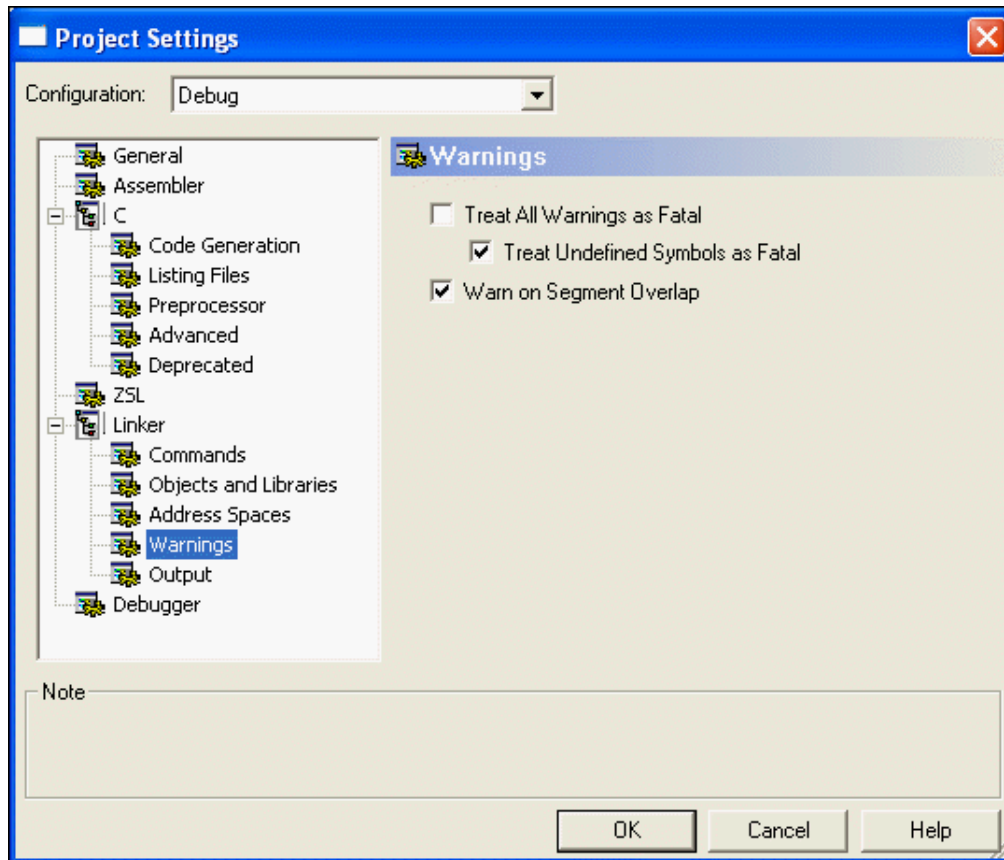 Project Settings
Configuration: Debug
General
Assembler
C
Code Generation
Listing Files
Preprocessor
Advanced
Deprecated
ZSL
Linker
Commands
Objects and Libraries
Address Spaces
Warnings
Output
Debugger
Warnings
Treat All Warnings as Fatal
Treat Undefined Symbols as Fatal
Warn on Segment Overlap
Note
OK Cancel Help